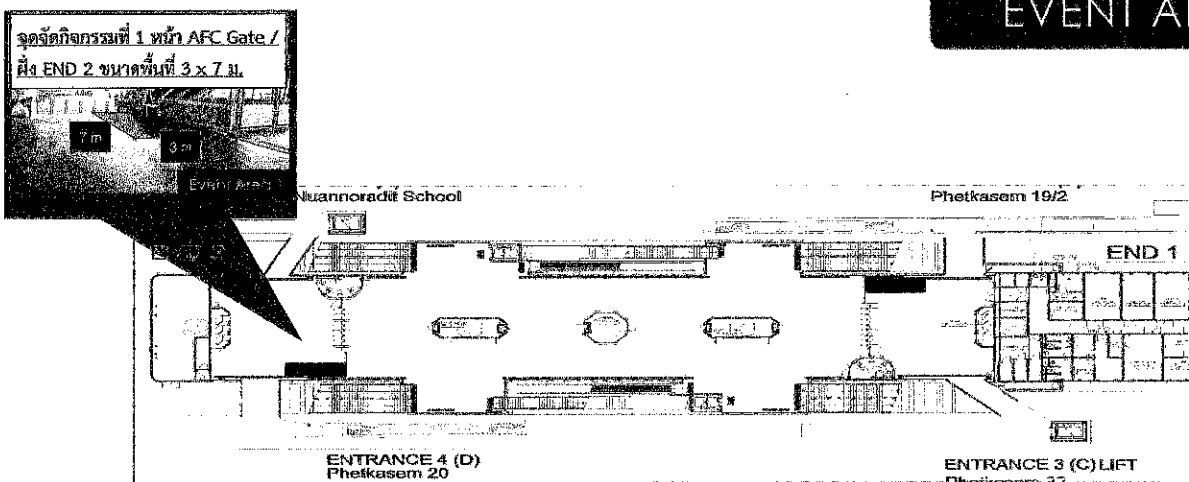 EVENT A
จุดจัดกิจกรรมที่ 1 หน้า AFC Gate /
ฝั่ง END 2 ขนาดพื้นที่ 3 x 7 ม.
7 m
3 m
Event Area
Nuannoradit School
Phetkasem 19/2
END 1
ENTRANCE 4 (D)
Phetkasem 20
ENTRANCE 3 (C) LIFT